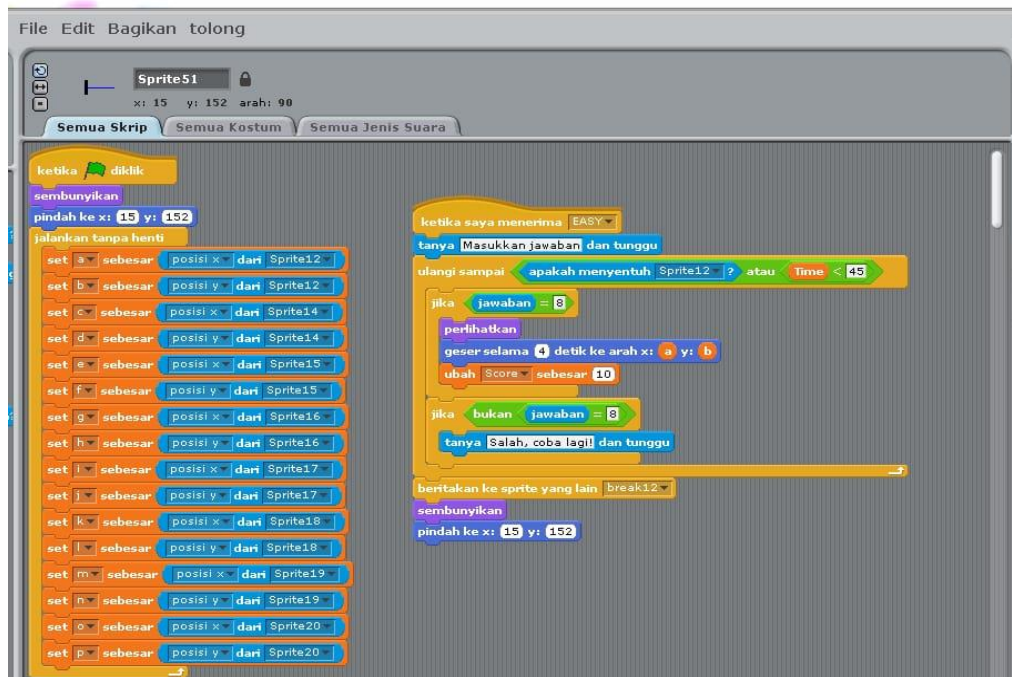 File Edit Bagikan tolong
Sprite51
x: 15 y: 152 arah: 90
Semua Skrip Semua Kostum Semua Jenis Suara
ketika diklik
sembunyikan
pindah ke x: 15 y: 152
jalankan tanpa henti
set a sebesar posisi x dari Sprite12
set b sebesar posisi y dari Sprite12
set c sebesar posisi x dari Sprite14
set d sebesar posisi y dari Sprite14
set e sebesar posisi x dari Sprite15
set f sebesar posisi y dari Sprite15
set g sebesar posisi x dari Sprite16
set h sebesar posisi y dari Sprite16
set i sebesar posisi x dari Sprite17
set j sebesar posisi y dari Sprite17
set k sebesar posisi x dari Sprite18
set l sebesar posisi y dari Sprite18
set m sebesar posisi x dari Sprite19
set n sebesar posisi y dari Sprite19
set o sebesar posisi x dari Sprite20
set p sebesar posisi y dari Sprite20
ketika saya menerima EASY
tanya Masukkan jawaban dan tunggu
ulangi sampai apakah menyentuh Sprite12 ? atau Time < 45
jika jawaban = 8
perlihatkan
geser selama 4 detik ke arah x: a y: b
ubah Score sebesar 10
jika bukan jawaban = 8
tanya Salah, coba lagi! dan tunggu
beritakan ke sprite yang lain break12
sembunyikan
pindah ke x: 15 y: 152